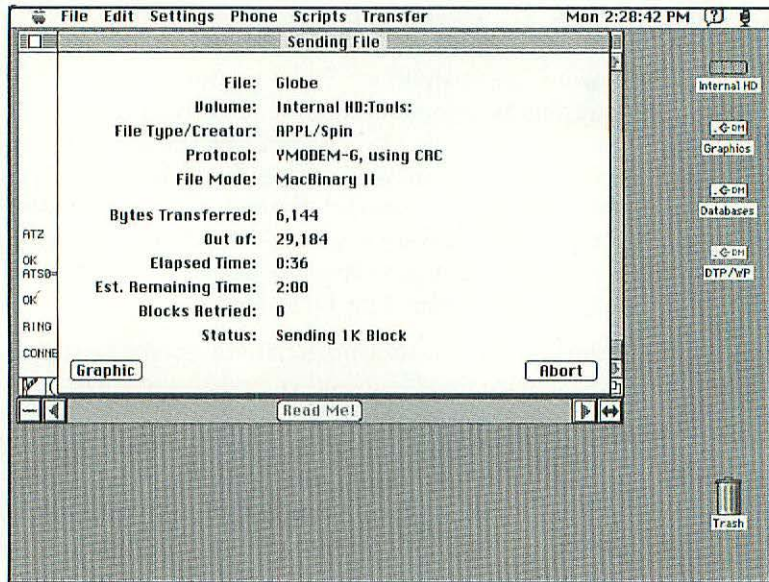 File Edit Settings Phone Scripts Transfer Mon 2:28:42 PM
Sending File
File: Globe
Volume: Internal HD:Tools:
File Type/Creator: APPL/Spin
Protocol: YMODEM-G, using CRC
File Mode: MacBinary II
Bytes Transferred: 6,144
Out of: 29,184
Elapsed Time: 0:36
Est. Remaining Time: 2:00
Blocks Retried: 0
Status: Sending 1K Block
Graphic
Abort
ATZ
OK
ATS0=
OK
RING
CONNE
Read Me!
Internal HD
Graphics
Databases
DTP/WP
Trash